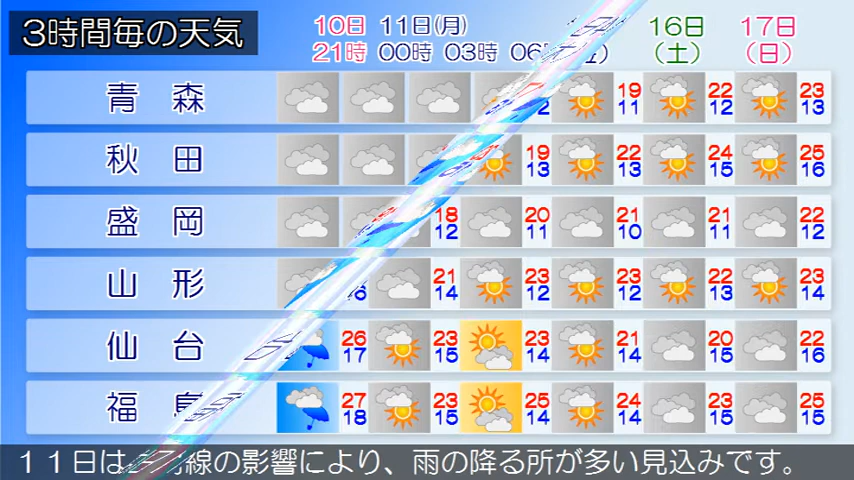 3時間毎の天気
10日 11日(月) 16日 17日
21時 00時 03時 (土) (日)
青森 19 11 22 12 23 13
秋田 19 13 22 13 24 15 25 16
盛岡 18 12 20 11 21 10 21 11 22 12
山形 21 14 23 12 23 12 22 13 23 14
仙台 26 17 23 15 23 14 21 14 20 15 22 16
福島 27 18 23 15 25 14 24 14 23 15 25 15
11日は 線の影響により、雨の降る所が多い見込みです。